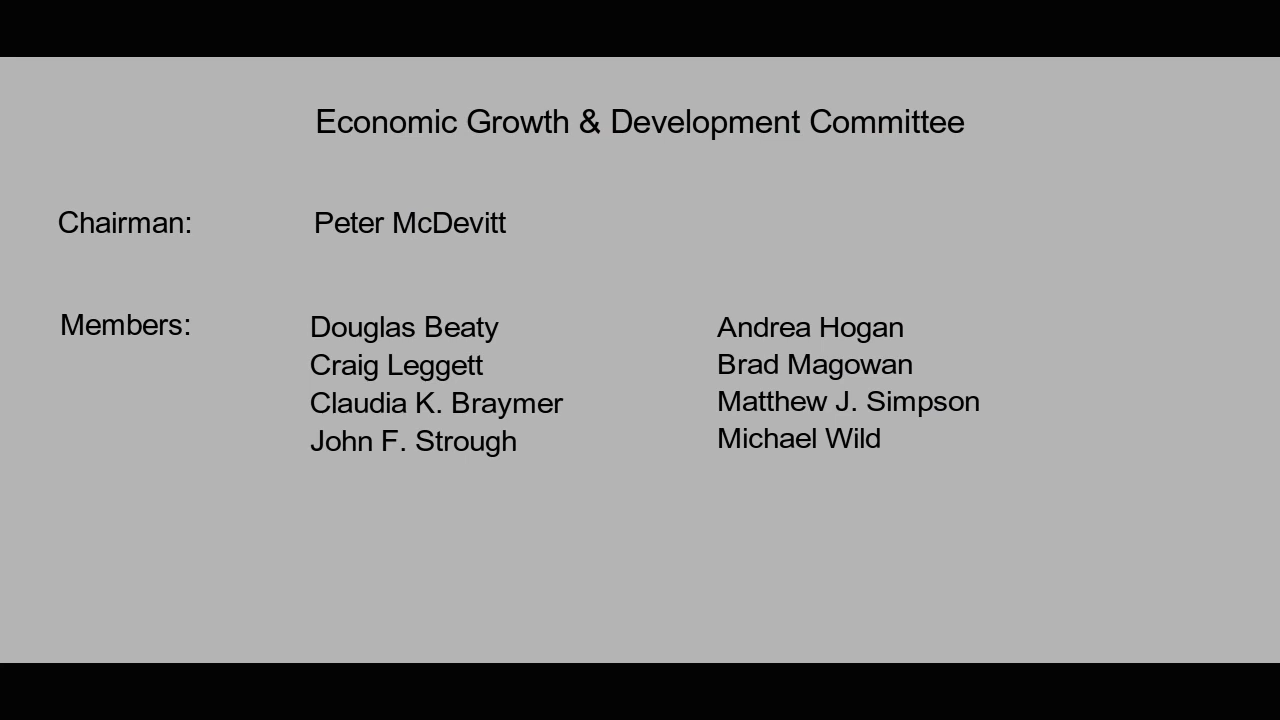 Economic Growth & Development Committee
Chairman: Peter McDevitt
Members:
Douglas Beaty
Craig Leggett
Claudia K. Braymer
John F. Strough
Andrea Hogan
Brad Magowan
Matthew J. Simpson
Michael Wild